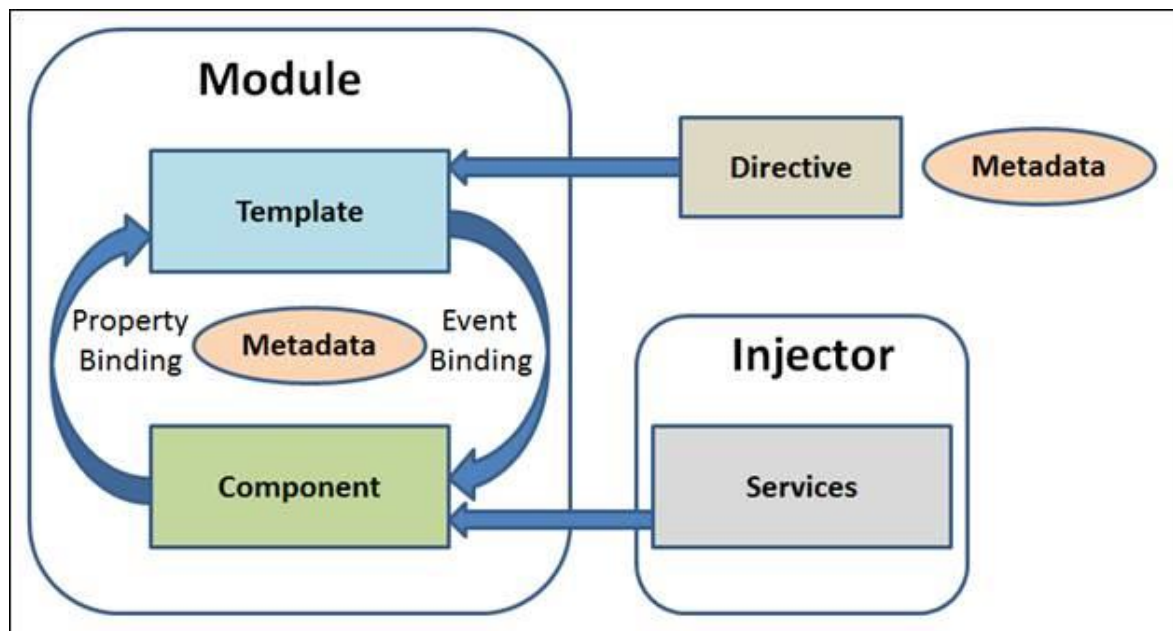 Module
Template
Directive
Metadata
Property
Binding
Metadata
Event
Binding
Injector
Component
Services